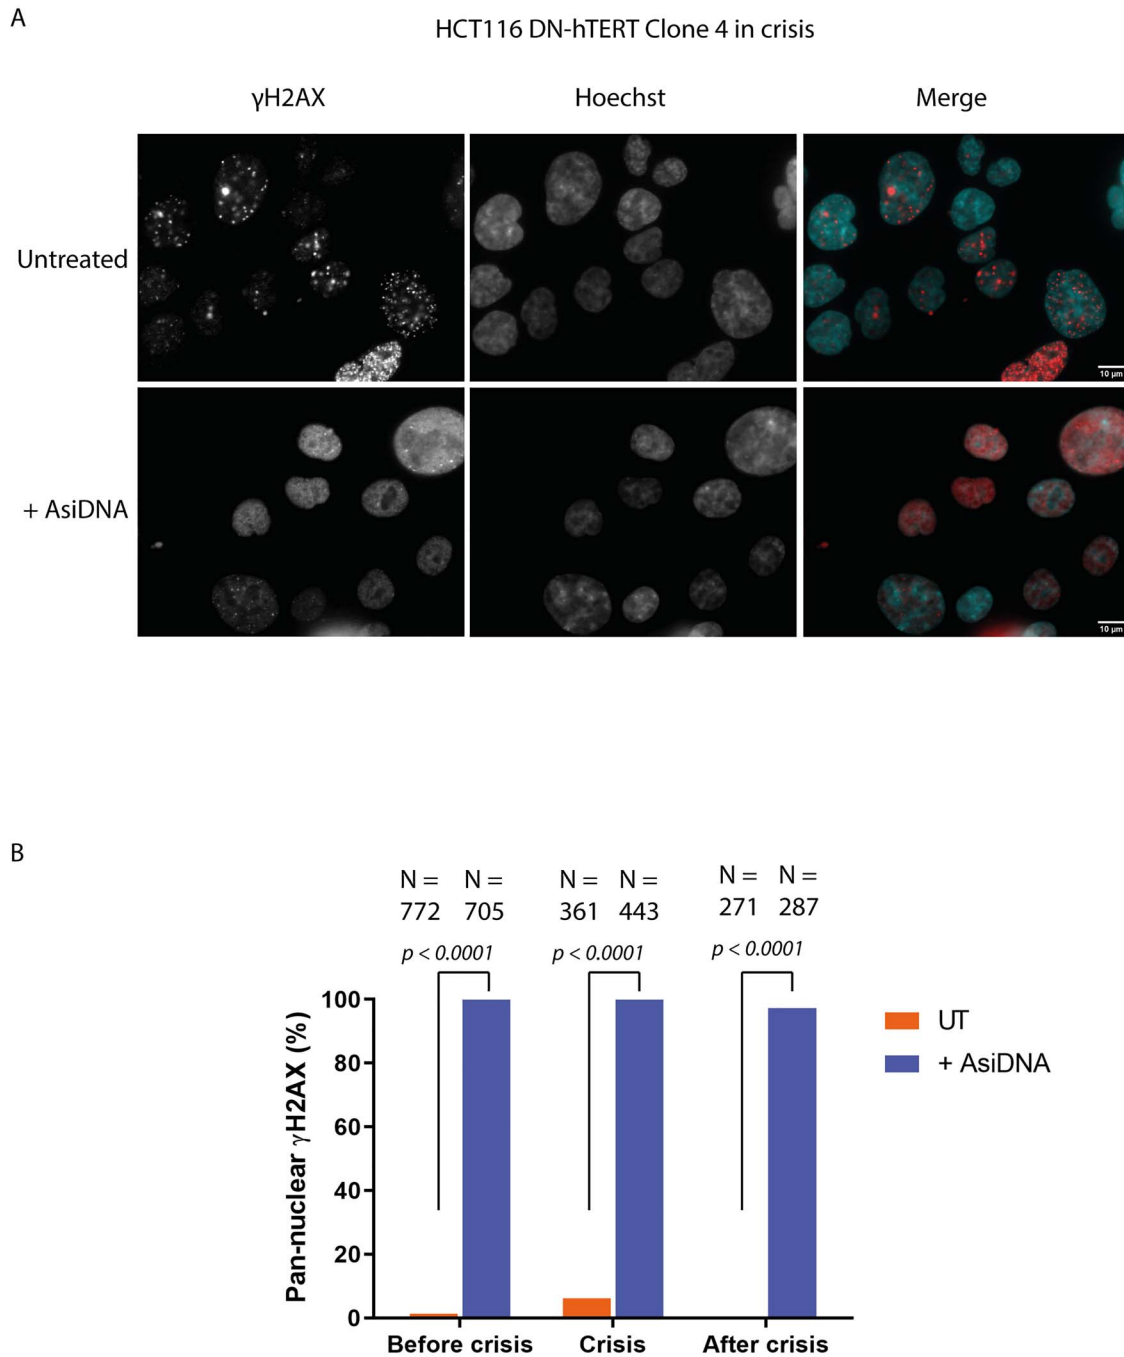 A
HCT116 DN-hTERT Clone 4 in crisis
γH2AX
Hoechst
Merge
Untreated
10 µm
+ AsiDNA
10 µm
B
N = N = N = N = N = N =
772 705 361 443 271 287
p < 0.0001 p < 0.0001 p < 0.0001
Pan-nuclear γH2AX (%)
100
80
60
40
20
0
Before crisis
Crisis
After crisis
UT
+ AsiDNA